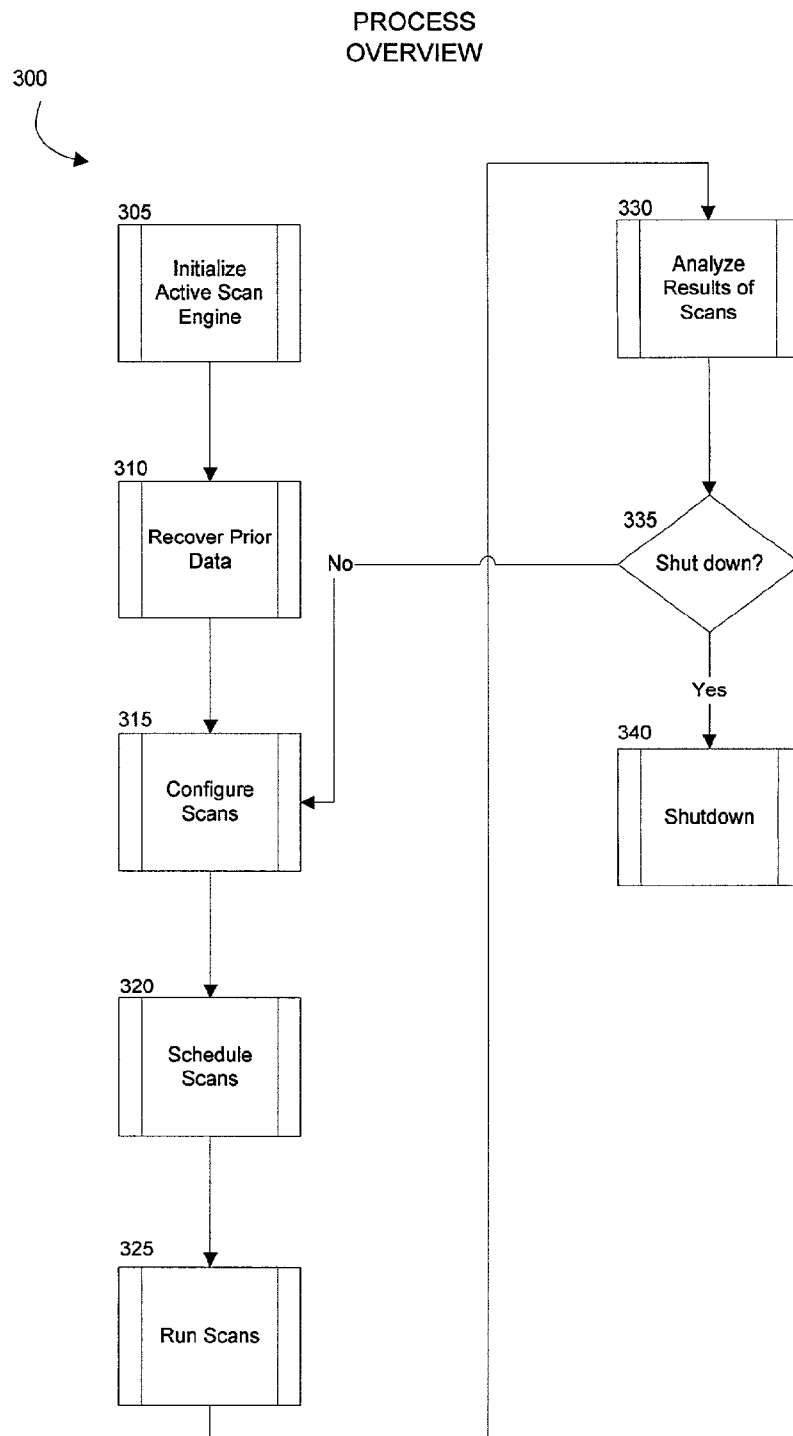 PROCESS
OVERVIEW
300
305
Initialize
Active Scan
Engine
310
Recover Prior
Data
315
Configure
Scans
320
Schedule
Scans
325
Run Scans
330
Analyze
Results of
Scans
335
Shut down?
No
Yes
340
Shutdown